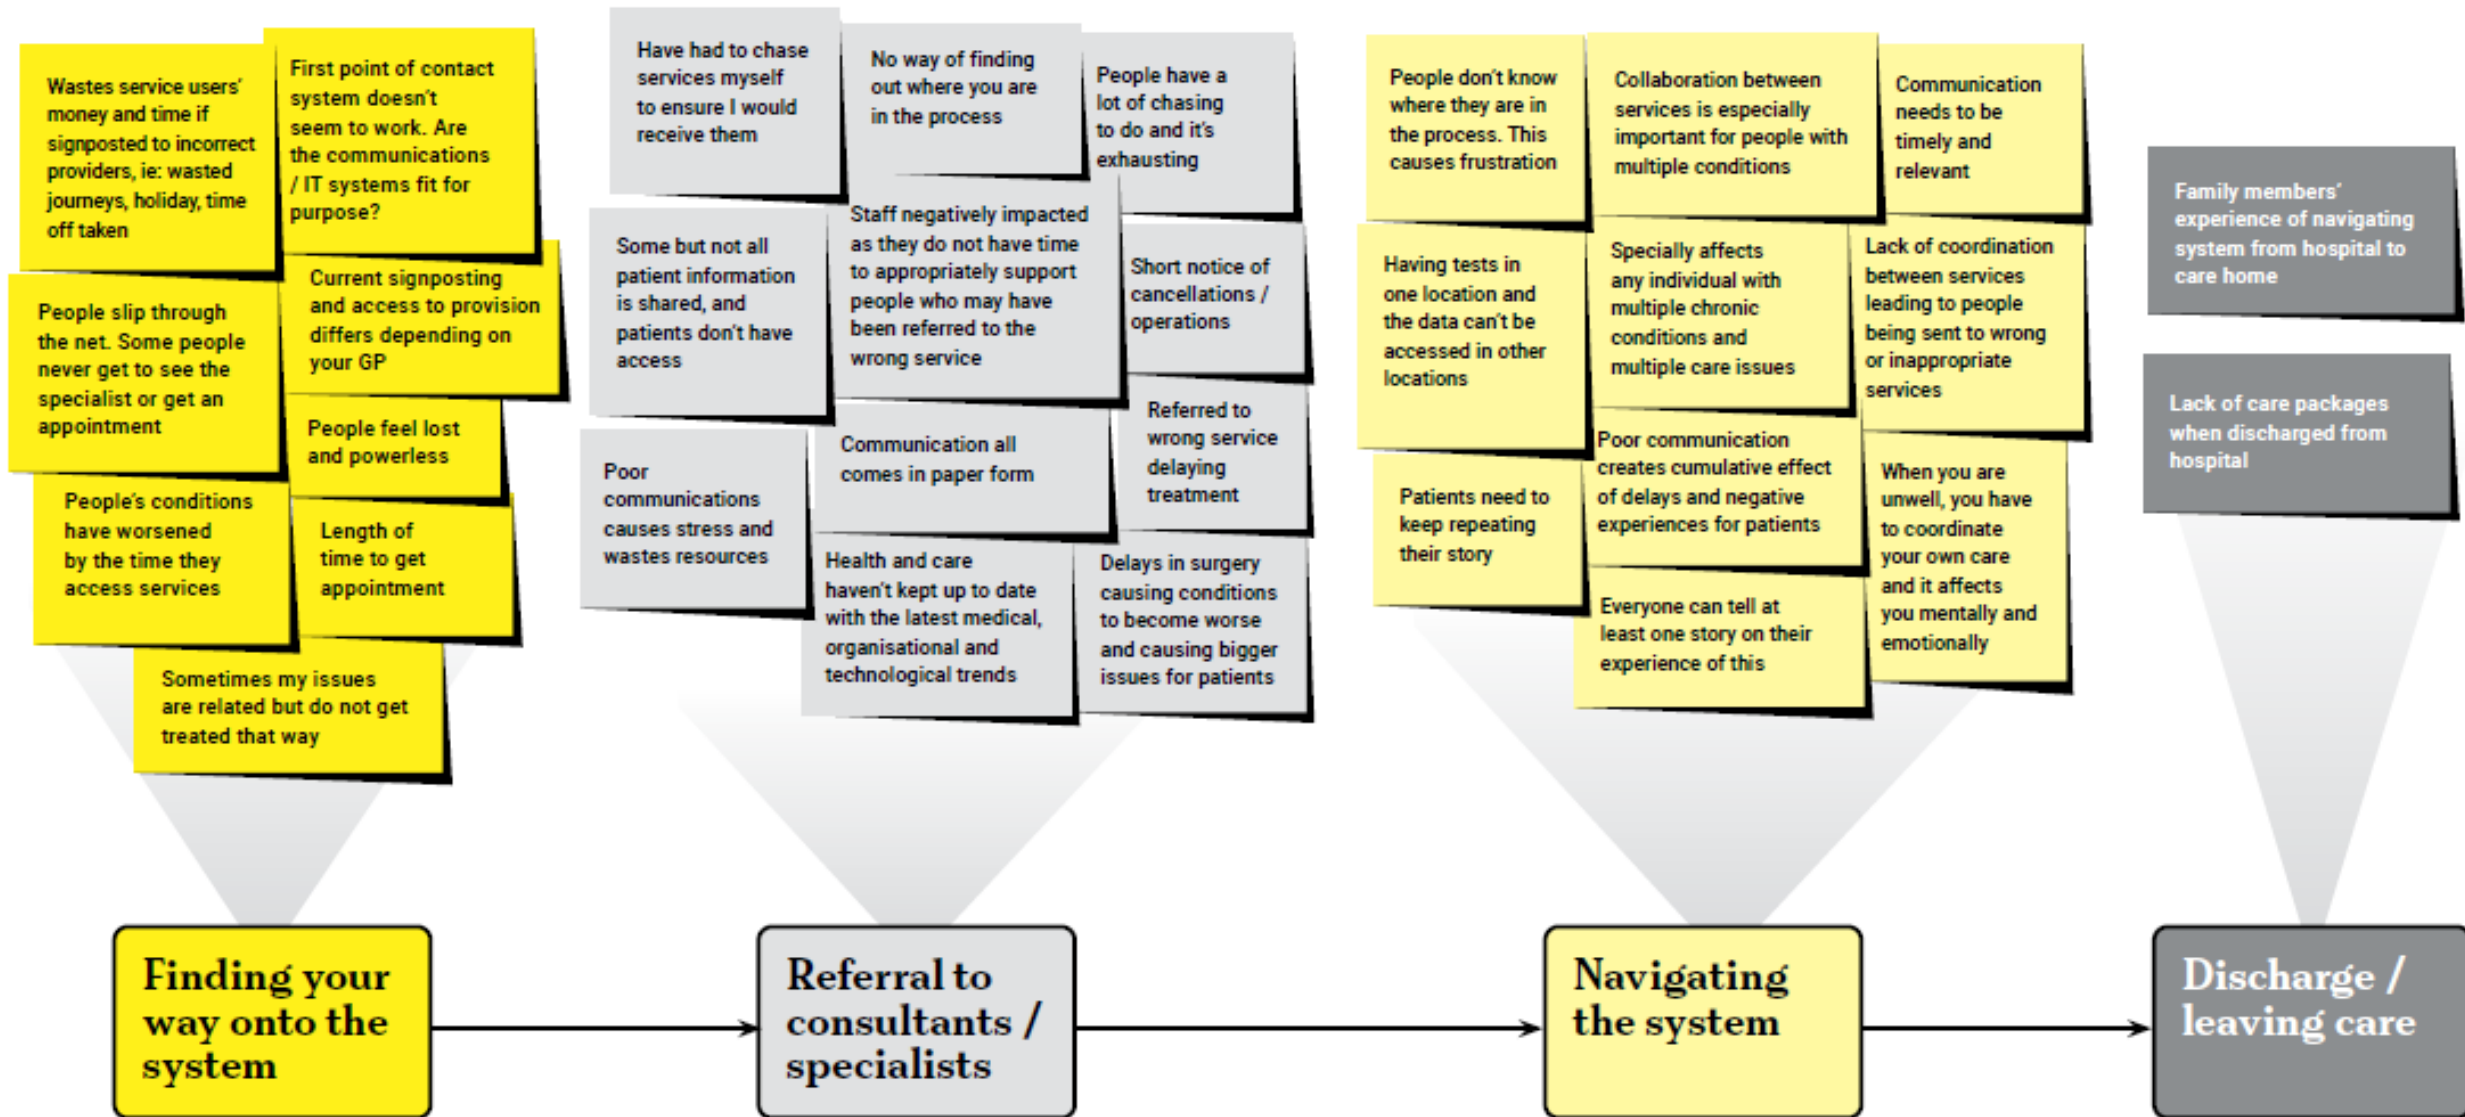 Wastes service users'
money and time if
signposted to incorrect
providers, ie: wasted
journeys, holiday, time
off taken
First point of contact
system doesn't
seem to work. Are
the communications
/ IT systems fit for
purpose?
People slip through
the net. Some people
never get to see the
specialist or get an
appointment
Current signposting
and access to provision
differs depending on
your GP
People feel lost
and powerless
People's conditions
have worsened
by the time they
access services
Length of
time to get
appointment
Sometimes my issues
are related but do not get
treated that way
Have had to chase
services myself
to ensure I would
receive them
No way of finding
out where you are
in the process
People have a
lot of chasing
to do and it's
exhausting
Some but not all
patient information
is shared, and
patients don't have
access
Staff negatively impacted
as they do not have time
to appropriately support
people who may have
been referred to the
wrong service
Short notice of
cancellations /
operations
Poor
communications
causes stress and
wastes resources
Communication all
comes in paper form
Referred to
wrong service
delaying
treatment
Health and care
haven't kept up to date
with the latest medical,
organisational and
technological trends
Delays in surgery
causing conditions
to become worse
and causing bigger
issues for patients
People don't know
where they are in
the process. This
causes frustration
Collaboration between
services is especially
important for people with
multiple conditions
Communication
needs to be
timely and
relevant
Having tests in
one location and
the data can't be
accessed in other
locations
Specially affects
any individual with
multiple chronic
conditions and
multiple care issues
Lack of coordination
between services
leading to people
being sent to wrong
or inappropriate
services
Patients need to
keep repeating
their story
Poor communication
creates cumulative effect
of delays and negative
experiences for patients
When you are
unwell, you have
to coordinate
your own care
and it affects
you mentally and
emotionally
Everyone can tell at
least one story on their
experience of this
Family members'
experience of navigating
system from hospital to
care home
Lack of care packages
when discharged from
hospital
Finding your
way onto the
system
Referral to
consultants /
specialists
Navigating
the system
Discharge /
leaving care